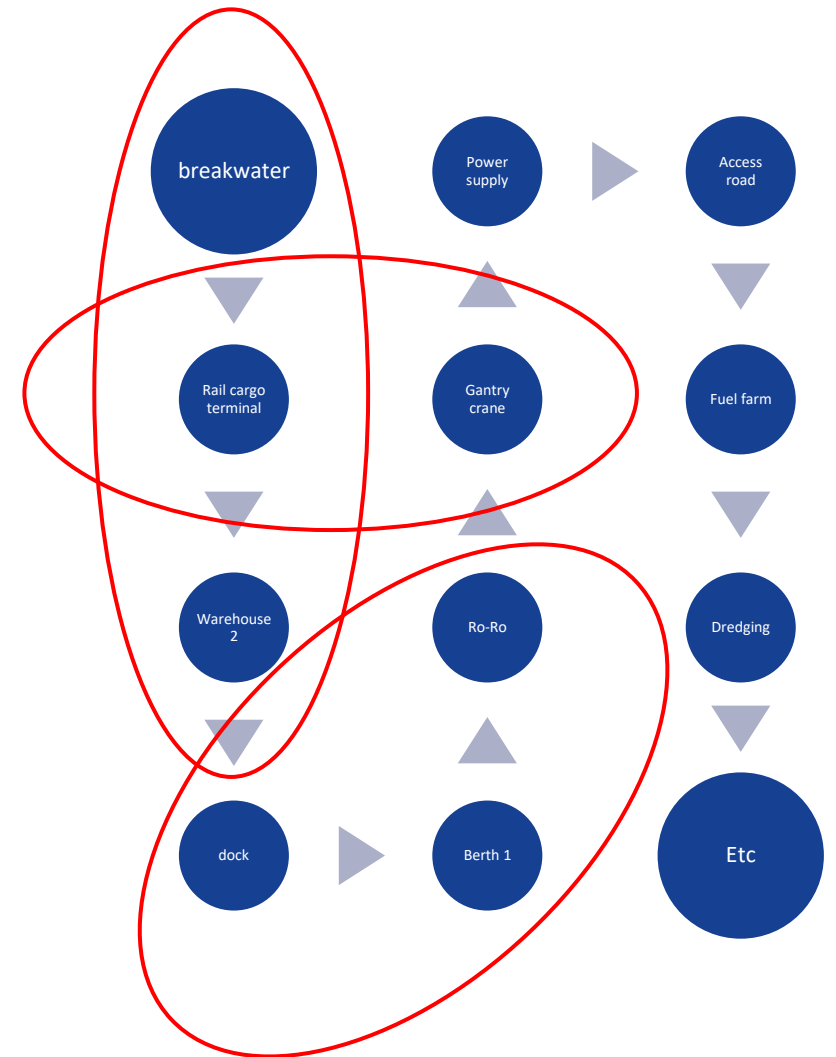 breakwater
Rail cargo
terminal
Warehouse
2
dock
Berth 1
Ro-Ro
Gantry
crane
Power
supply
Access
road
Fuel farm
Dredging
Etc